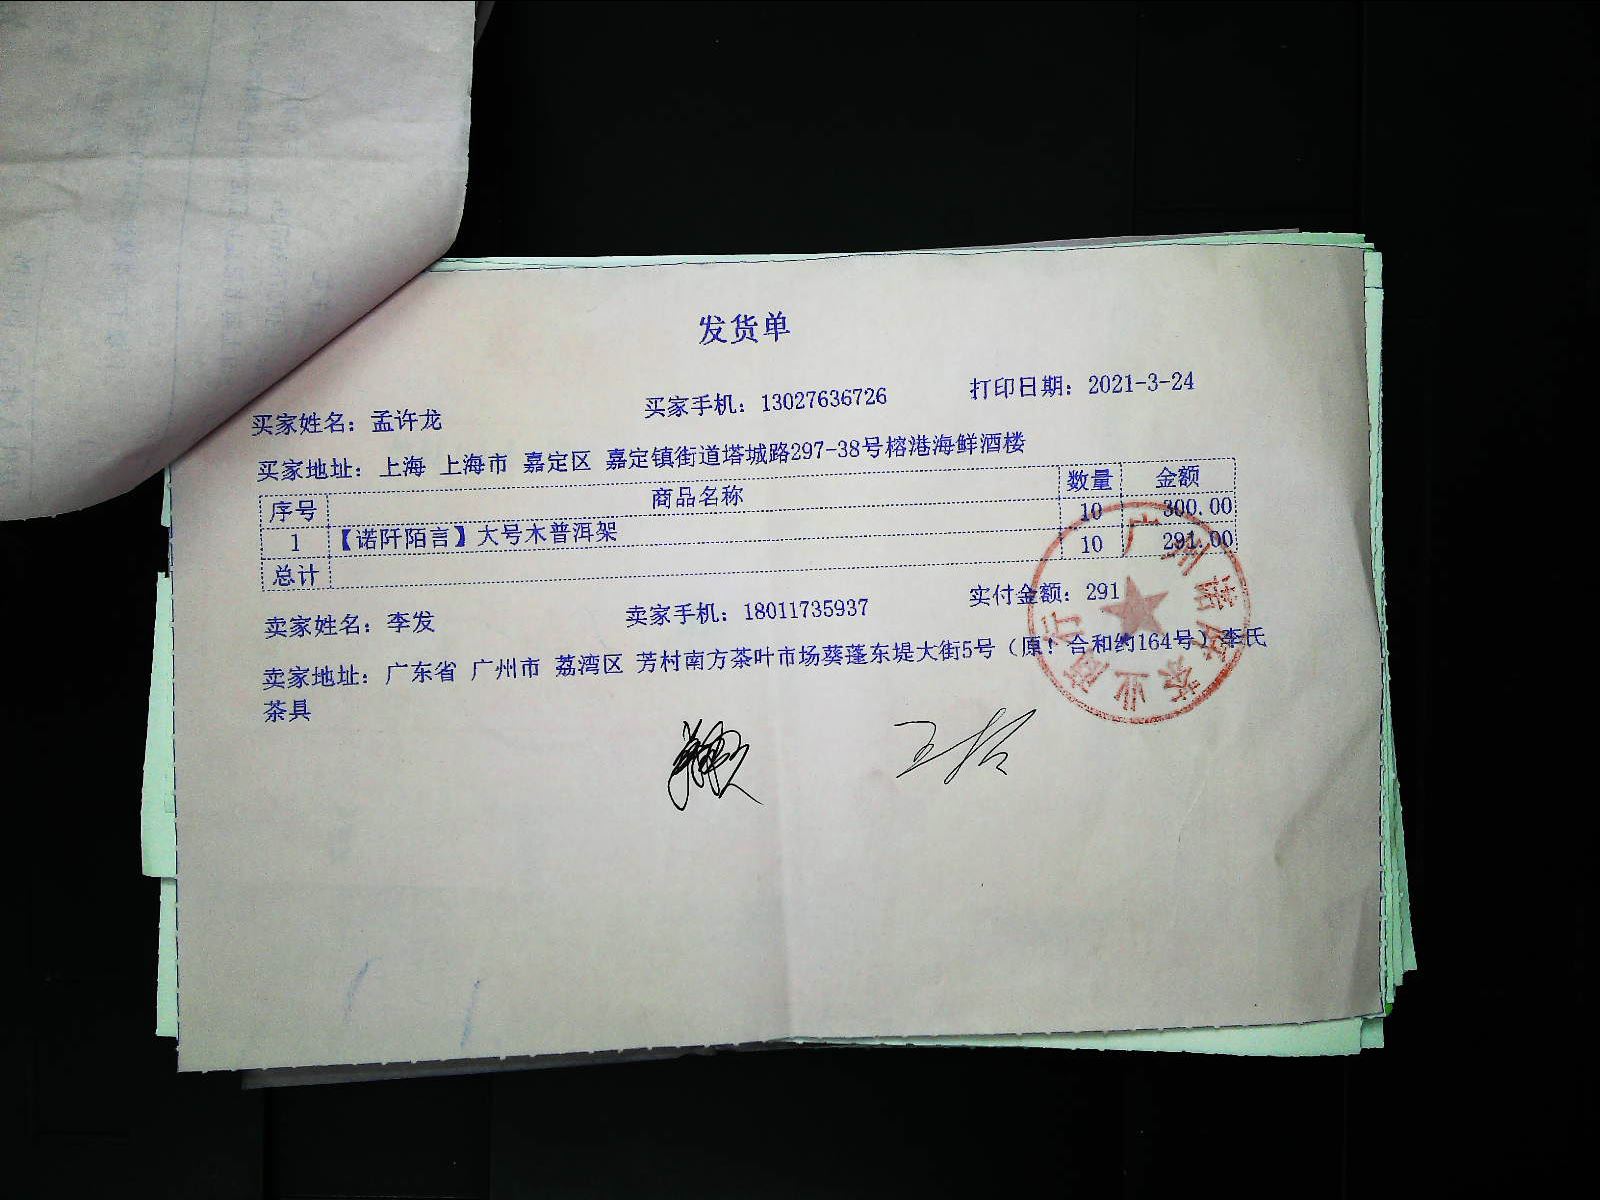 发货单
买家姓名：孟许龙 买家手机：13027636726 打印日期：2021-3-24
买家地址：上海 上海市 嘉定区 嘉定镇街道塔城路297-38号榕港海鲜酒楼
序号 商品名称 数量 金额
1 【诺阡陌言】大号木普洱架 10 300.00
总计 10 291.00
卖家姓名：李发 卖家手机：18011735937 实付金额：291
卖家地址：广东省 广州市 荔湾区 芳村南方茶叶市场葵蓬东堤大街5号（原！合和约164号）李氏
茶具